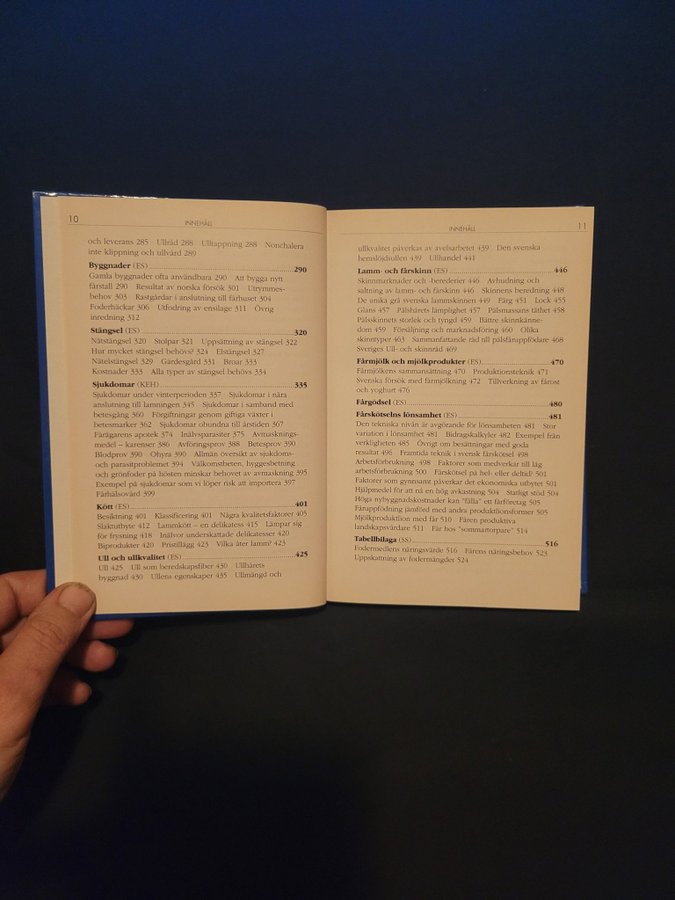 10
INNEHÅLL
och leverans 285 Ullråd 288 Ulltappning 288 Nonchalera
inte klippning och ullvård 289
Byggnader (ES) 290
Gamla byggnader ofta användbara 290 Att bygga nyn
fårstall 290 Resultat av norska försök 301 Utrymmes-
behov 303 Rastgårdar i anslutning till fårhuset 304
Foderhäckar 306 Utfodring av ensilage 311 Övrig
inredning 312
Stängsel (ES) 320
Nätstängsel 320 Stolpar 321 Uppsättning av stängsel 322
Hur mycket stängsel behövs? 324 Elstängsel 327
Nätelstängsel 329 Gärdesgård 331 Broar 333
Kostnader 333 Alla typer av stängsel behövs 334
Sjukdomar (KEH) 335
Sjukdomar under vinterperioden 337 Sjukdomar i nära
anslutning till lamningen 345 Sjukdomar i samband med
betesgång 360 Förgiftningar genom giftiga växter i
betesmarker 362 Sjukdomar obundna till årstiden 367
Fårägarens apotek 374 Inälvsparasiter 375 Avmasknings-
medel – karenser 380 Avföringsprov 388 Betesprov 390
Blodprov 390 Ohyra 390 Allmän översikt av sjukdoms-
och parasitproblemet 394 Välkomstbeten, hyggesbetning
och grönfoder på hösten minskar behovet av avmaskning 395
Exempel på sjukdomar som vi löper risk att importera 397
Fårhälsovård 399
Kött (ES) 401
Besiktning 401 Klassificering 401 Några kvalitetsfaktorer 405
Slaktutbyte 412 Lammkött – en delikatess 415 Lämpar sig
för frysning 418 Inälvor underskattade delikatesser 420
Biprodukter 420 Pristillägg 423 Vilka äter lamm? 423
Ull och ullkvalitet (ES) 425
Ull 425 Ull som beredskapsfiber 430 Ullhårets
byggnad 430 Ullens egenskaper 435 Ullmängd och
INNEHÅLL
11
ullkvalitet påverkas av avelsarbetet 439 Den svenska
hemslöjdsullen 439 Ullhandel 441
Lamm- och fårskinn (ES) 446
Skinnmarknader och -berederier 446 Avhudning och
saltning av lamm- och fårskinn 446 Skinnens beredning 448
De unika grå svenska lammskinnen 449 Färg 451 Lock 455
Glans 457 Pälshårets lämplighet 457 Pälsmassans täthet 458
Pälsskinnets storlek och tyngd 459 Bättre skinnkänne-
dom 459 Försäljning och marknadsföring 460 Olika
skinntyper 463 Sammanfattande råd till pälsfåruppfödare 468
Sveriges Ull- och skinnråd 469
Fårmjölk och mjölkprodukter (ES) 470
Fårmjölkens sammansättning 470 Produktionsteknik 471
Svenska försök med fårmjölkning 472 Tillverkning av fårost
och yoghurt 476
Fårgödsel 480
Fårskötselns lönsamhet (ES) 481
Den tekniska nivån är avgörande för lönsamheten 481 Stor
variation i lönsamhet 481 Bidragskalkyler 482 Exempel från
verkligheten 485 Övrigt om besättningar med goda
resultat 496 Framtida teknik i svensk fårskötsel 498
Arbetsförbrukning 498 Faktorer som medverkar till låg
arbetsförbrukning 500 Fårskötsel på hel- eller deltid? 501
Faktorer som gynnsamt påverkar det ekonomiska utbytet 501
Hjälpmedel för att nå en hög avkastning 504 Statligt stöd 504
Höga nybyggnadskostnader kan "fälla" ett fårföretag 505
Fåruppfödning jämförd med andra produktionsformer 505
Mjölkproduktion med får 510 Fåren produktiva
landskapsvårdare 511 Får hos "sommartorpare" 514
Tabellbilaga (SS) 516
Fodermedlens näringsvärde 516 Fårens näringsbehov 523
Uppskattning av fodermängder 524